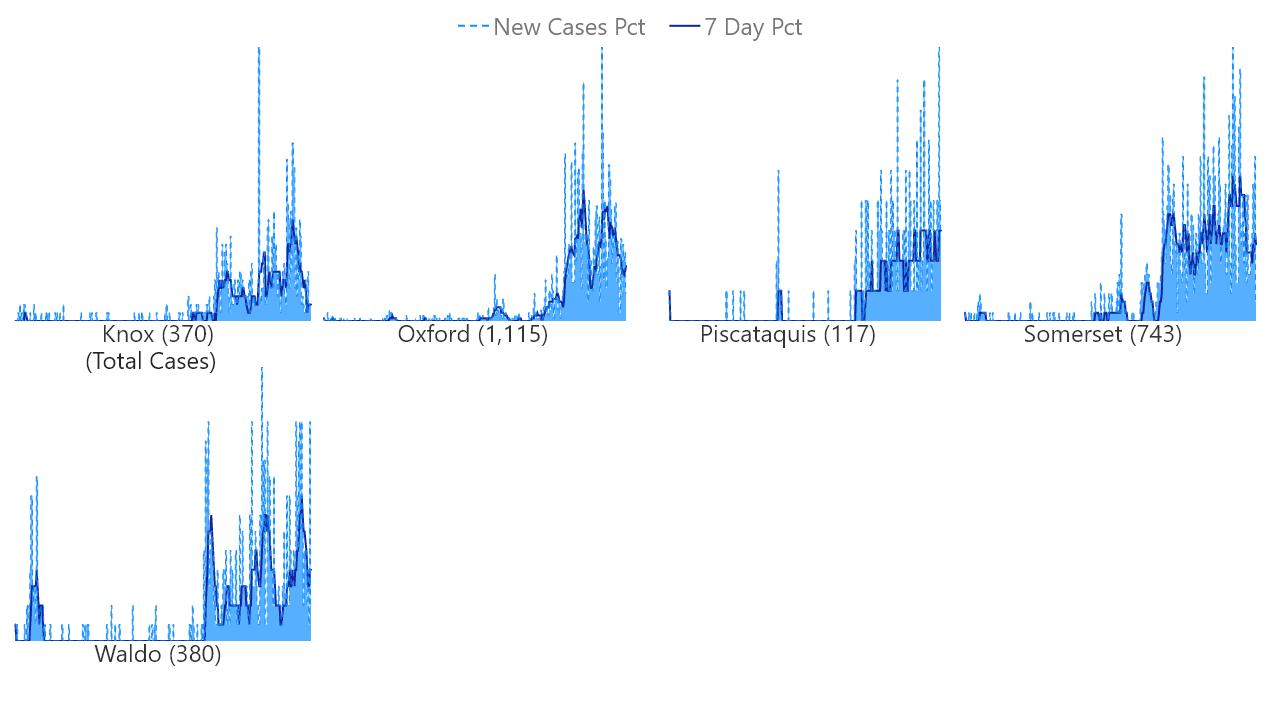 New Cases Pct 7 Day Pct
Knox (370) Oxford (1,115) Piscataquis (117) Somerset (743)
(Total Cases)
Waldo (380)